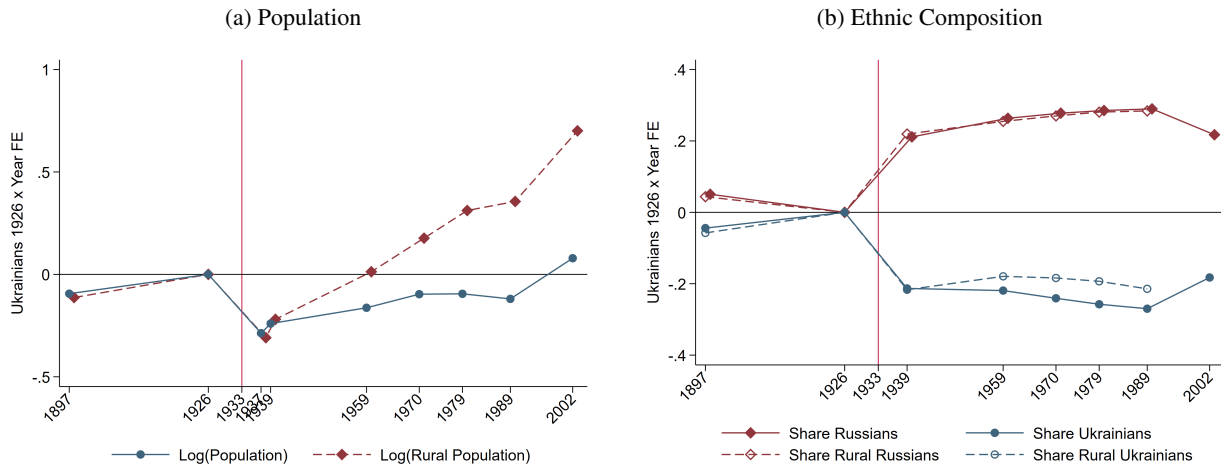 (a) Population
Ukrainians 1926 x Year FE
1
.5
0
-.5
1897
1926
1933
1937
1939
1959
1970
1979
1989
2002
Log(Population)
Log(Rural Population)
(b) Ethnic Composition
Ukrainians 1926 x Year FE
.4
.2
0
-.2
-.4
1897
1926
1933
1939
1959
1970
1979
1989
2002
Share Russians
Share Ukrainians
Share Rural Russians
Share Rural Ukrainians